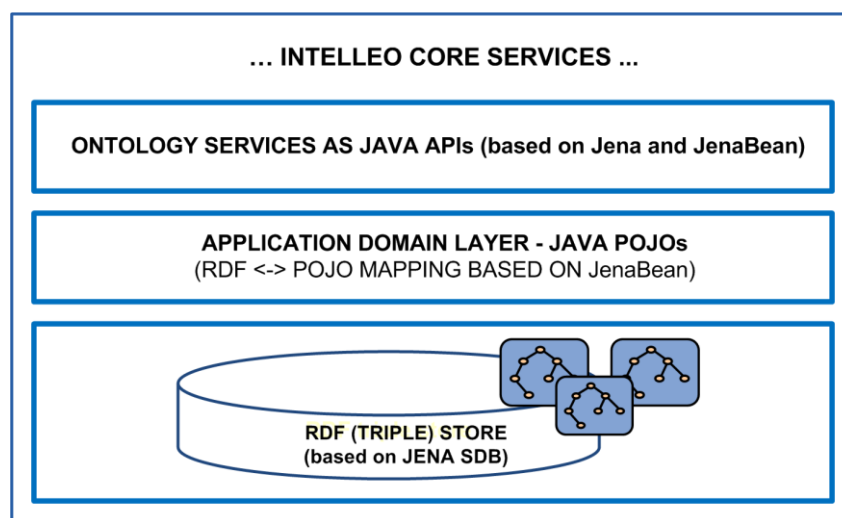 ... INTELLEO CORE SERVICES ...
ONTOLOGY SERVICES AS JAVA APIs (based on Jena and JenaBean)
APPLICATION DOMAIN LAYER - JAVA POJOs
(RDF <-> POJO MAPPING BASED ON JenaBean)
RDF (TRIPLE) STORE
(based on JENA SDB)